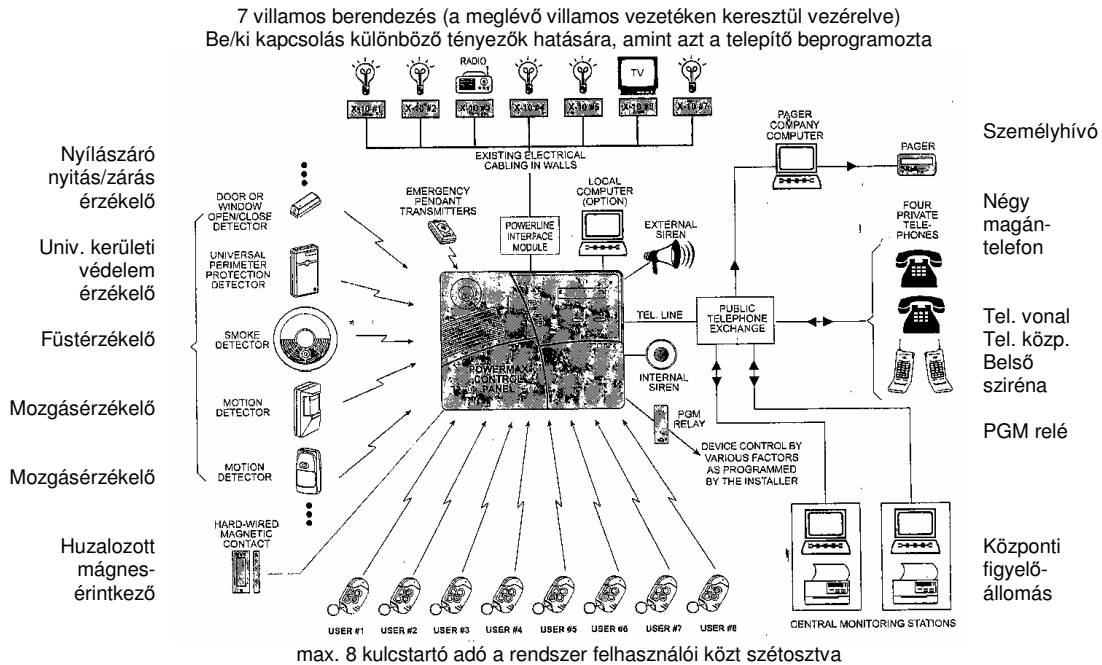 7 villamos berendezés (a meglévő villamos vezetéken keresztül vezérelve)
Be/ki kapcsolás különböző tényezők hatására, amint azt a telepítő beprogramozta
RADIO
TV
X-10 #1
X-10 #2
X-10 #3
X-10 #4
X-10 #5
X-10 #6
X-10 #7
EXISTING ELECTRICAL
CABLING IN WALLS
Nyílászáró
nyitás/zárás
érzékelő
Univ. kerületi
védelem
érzékelő
Füstérzékelő
Mozgásérzékelő
Mozgásérzékelő
Huzalozott
mágnes-
érintkező
DOOR OR
WINDOW
OPEN/CLOSE
DETECTOR
UNIVERSAL
PERIMETER
PROTECTION
DETECTOR
SMOKE
DETECTOR
MOTION
DETECTOR
MOTION
DETECTOR
HARD-WIRED
MAGNETIC
CONTACT
EMERGENCY
PENDANT
TRANSMITTERS
POWERLINE
INTERFACE
MODULE
LOCAL
COMPUTER
(OPTION)
EXTERNAL
SIREN
POWERMAX
CONTROL
PANEL
TEL. LINE
INTERNAL
SIREN
PGM
RELAY
DEVICE CONTROL BY
VARIOUS FACTORS
AS PROGRAMMED
BY THE INSTALLER
PUBLIC
TELEPHONE
EXCHANGE
PAGER
COMPANY
COMPUTER
PAGER
FOUR
PRIVATE
TELE-
PHONES
CENTRAL MONITORING STATIONS
Személyhívó
Négy
magán-
telefon
Tel. vonal
Tel. közp.
Belső
sziréna
PGM relé
Központi
figyelő-
állomás
USER #1
USER #2
USER #3
USER #4
USER #5
USER #6
USER #7
USER #8
max. 8 kulcstartó adó a rendszer felhasználói közt szétosztva